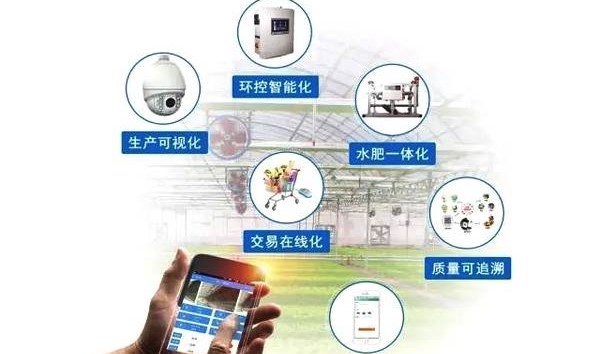 环控智能化
生产可视化
水肥一体化
交易在线化
质量可追溯